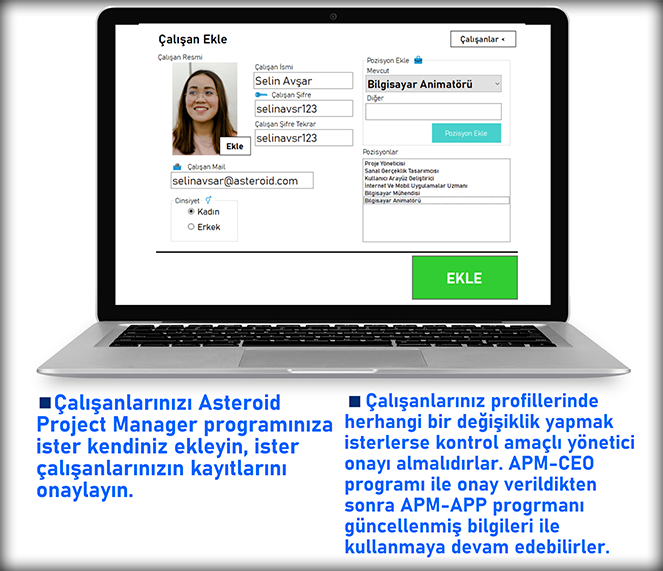 Çalışan Ekle
Çalışanlar <
Çalışan Resmi
Ekle
Çalışan İsmi
Selin Avşar
Çalışan Şifre
selinavsr123
Çalışan Şifre Tekrar
selinavsr123
Çalışan Mail
selinavsar@asteroid.com
Cinsiyet
Kadın
Erkek
Pozisyon Ekle
Mevcut
Bilgisayar Animatörü
Diğer
Pozisyon Ekle
Pozisyonlar
Proje Yöneticisi
Sanal Gerçeklik Tasarımcısı
Kullanıcı Arayüz Geliştirici
İnternet Ve Mobil Uygulamalar Uzmanı
Bilgisayar Mühendisi
Bilgisayar Animatörü
EKLE
Çalışanlarınızı Asteroid
Project Manager programınıza
ister kendiniz ekleyin, ister
çalışanlarınızın kayıtlarını
onaylayın.
Çalışanlarınız profillerinde
herhangi bir değişiklik yapmak
isterlerse kontrol amaçlı yönetici
onayı almalıdırlar. APM-CEO
programı ile onay verildikten
sonra APM-APP progrmanı
güncellenmiş bilgileri ile
kullanmaya devam edebilirler.